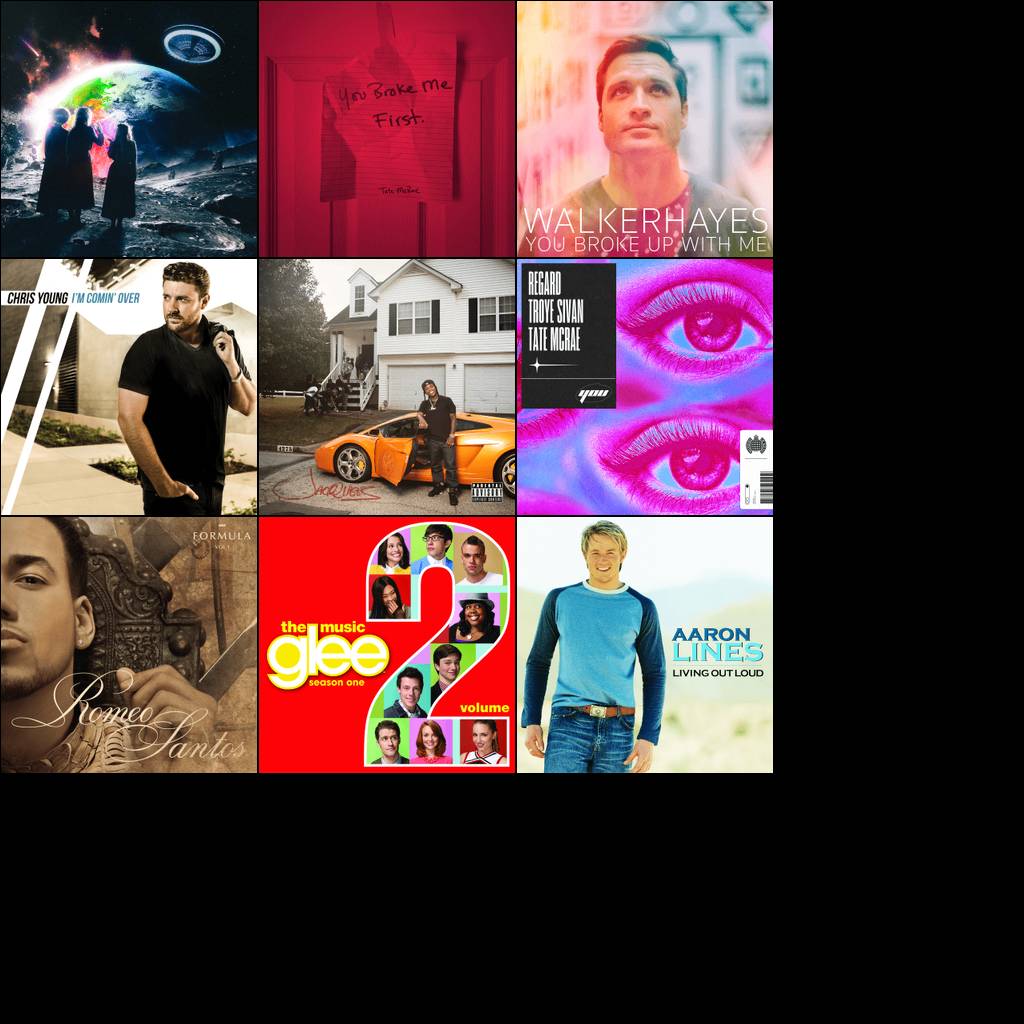 You Broke Me
First.
Tate McRae
WALKERHAYES
YOU BROKE UP WITH ME
CHRIS YOUNG I'M COMIN' OVER
4275
JACQUEES
PARENTAL
ADVISORY
EXPLICIT CONTENT
REGARD
TROYE SIVAN
TATE MCRAE
you
FORMULA
VOL. 1
Romeo
Santos
the music
glee
season one
2
volume
AARON
LINES
LIVING OUT LOUD